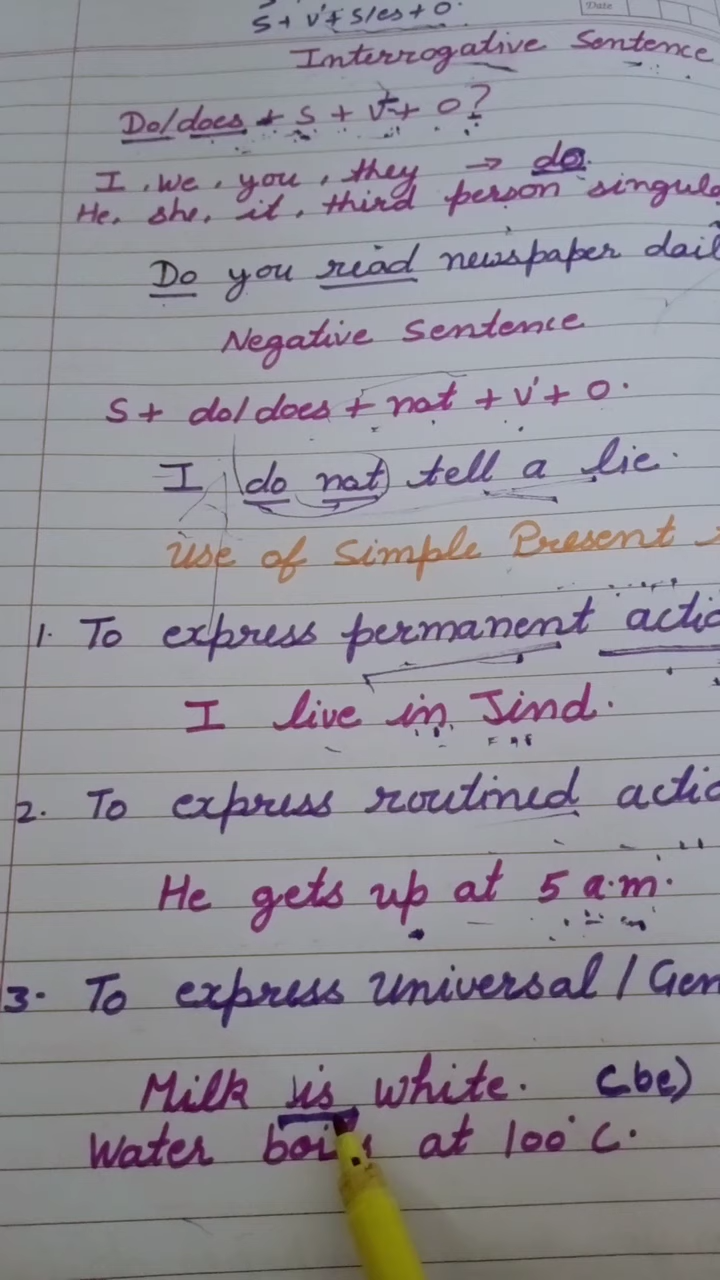 S + V¹ + s/es + O.
Date
Interrogative Sentence
Do/does + S + V¹ + O?
I, we, you, they → do.
He, she, it, third person singula
Do you read newspaper dail
Negative Sentence
S + do/does + not + V¹ + O.
I do not tell a lie.
Use of Simple Present
1. To express permanent actio
I live in Jind.
2. To express routined actio
He gets up at 5 a.m.
3. To express universal / Gen
Milk is white. (be)
Water boils at 100°C.